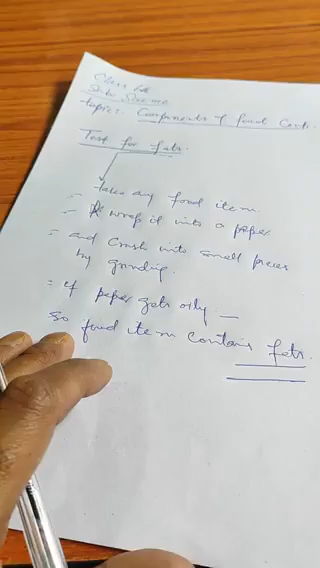 Class 6th
Sub: Science
topic: Components of food Cont.
Test for fats.
- take any food item.
- wrap it into a paper
= and Crush into small pieces
by grinding.
= if paper gets oily. —
so food item contains fats.